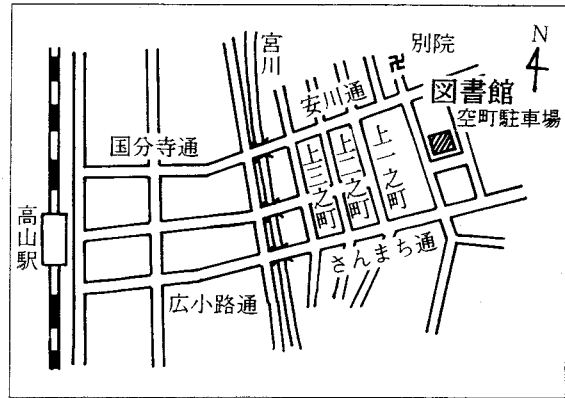 宮川
別院
N
安川通
図書館
空町駐車場
国分寺通
上三之町
上二之町
上一之町
高山駅
さんまち通
広小路通